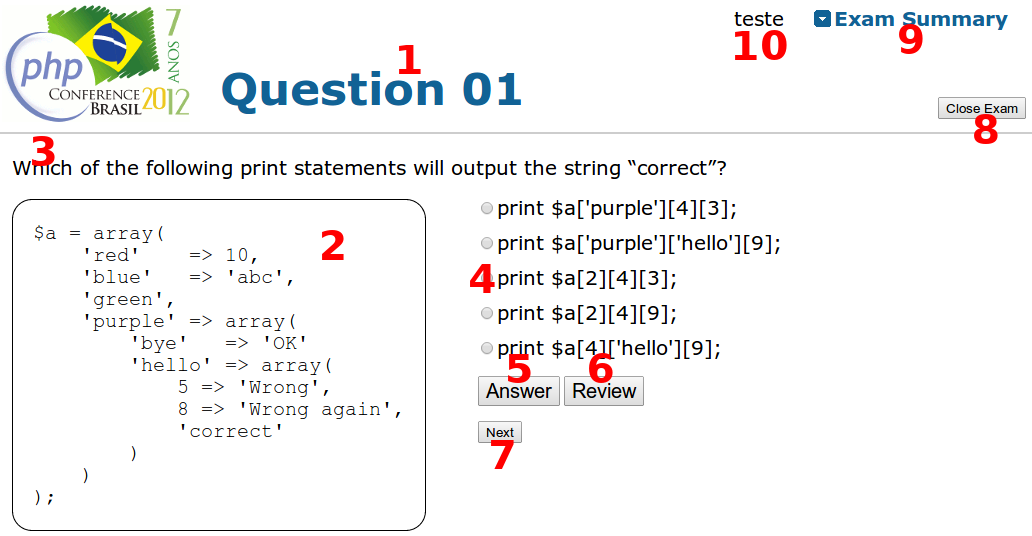 php
CONFERENCE
BRASIL 2012
7
ANOS
Question 01
1
teste
10
Exam Summary
9
Close Exam
8
3
Which of the following print statements will output the string “correct”?
$a = array(
    'red'    => 10,
    'blue'   => 'abc',
    'green',
    'purple' => array(
        'bye'   => 'OK'
        'hello' => array(
            5 => 'Wrong',
            8 => 'Wrong again',
            'correct'
        )
    )
);
2
print $a['purple'][4][3];
print $a['purple']['hello'][9];
4
print $a[2][4][3];
print $a[2][4][9];
print $a[4]['hello'][9];
5
6
Answer
Review
Next
7